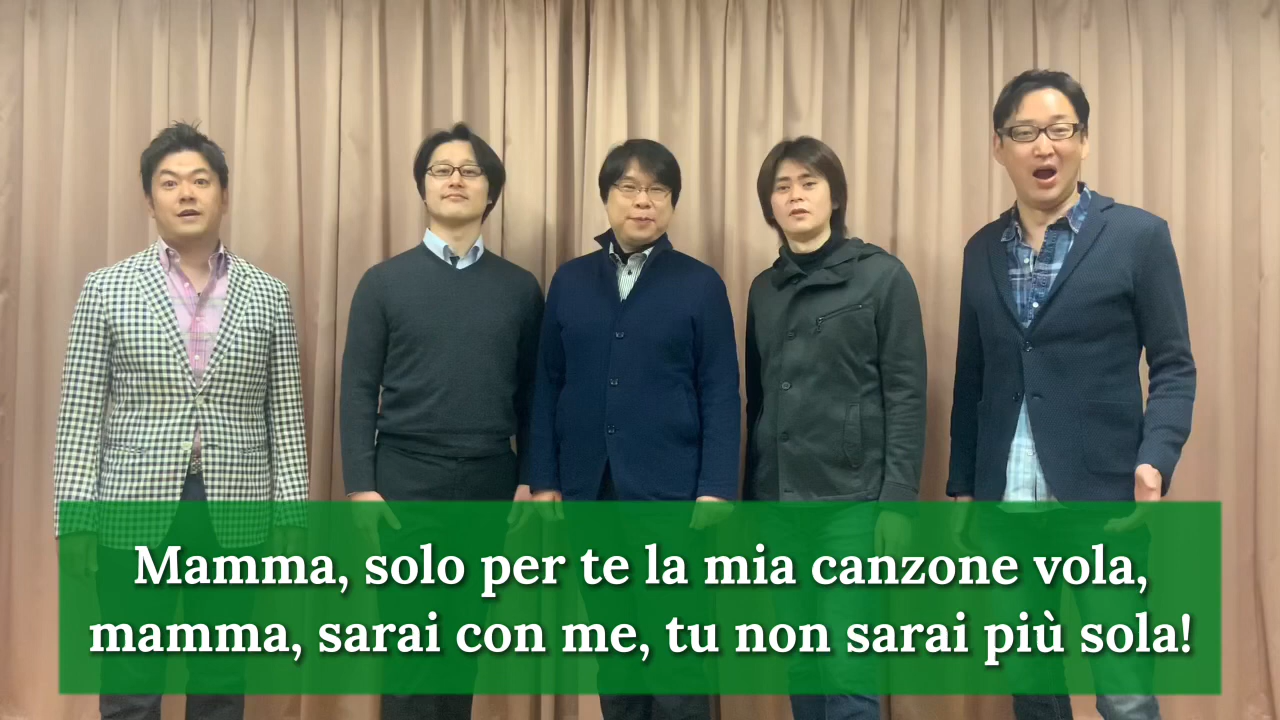 Mamma, solo per te la mia canzone vola,
mamma, sarai con me, tu non sarai più sola!